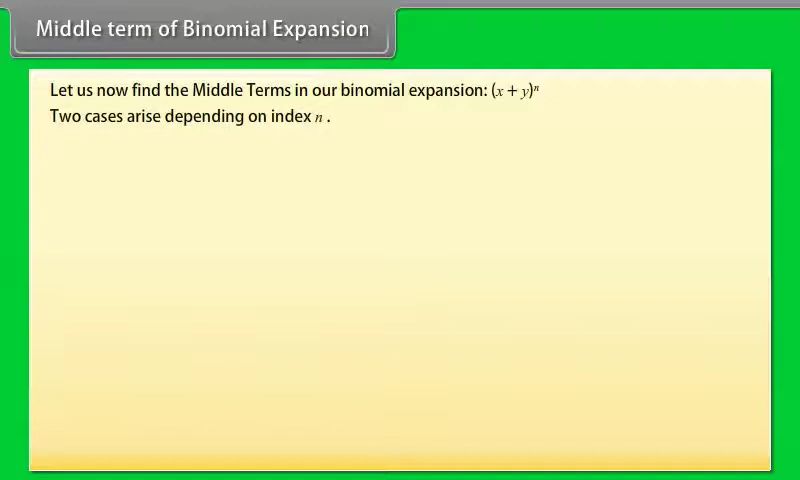 Middle term of Binomial Expansion
Let us now find the Middle Terms in our binomial expansion: (x + y)ⁿ
Two cases arise depending on index n .